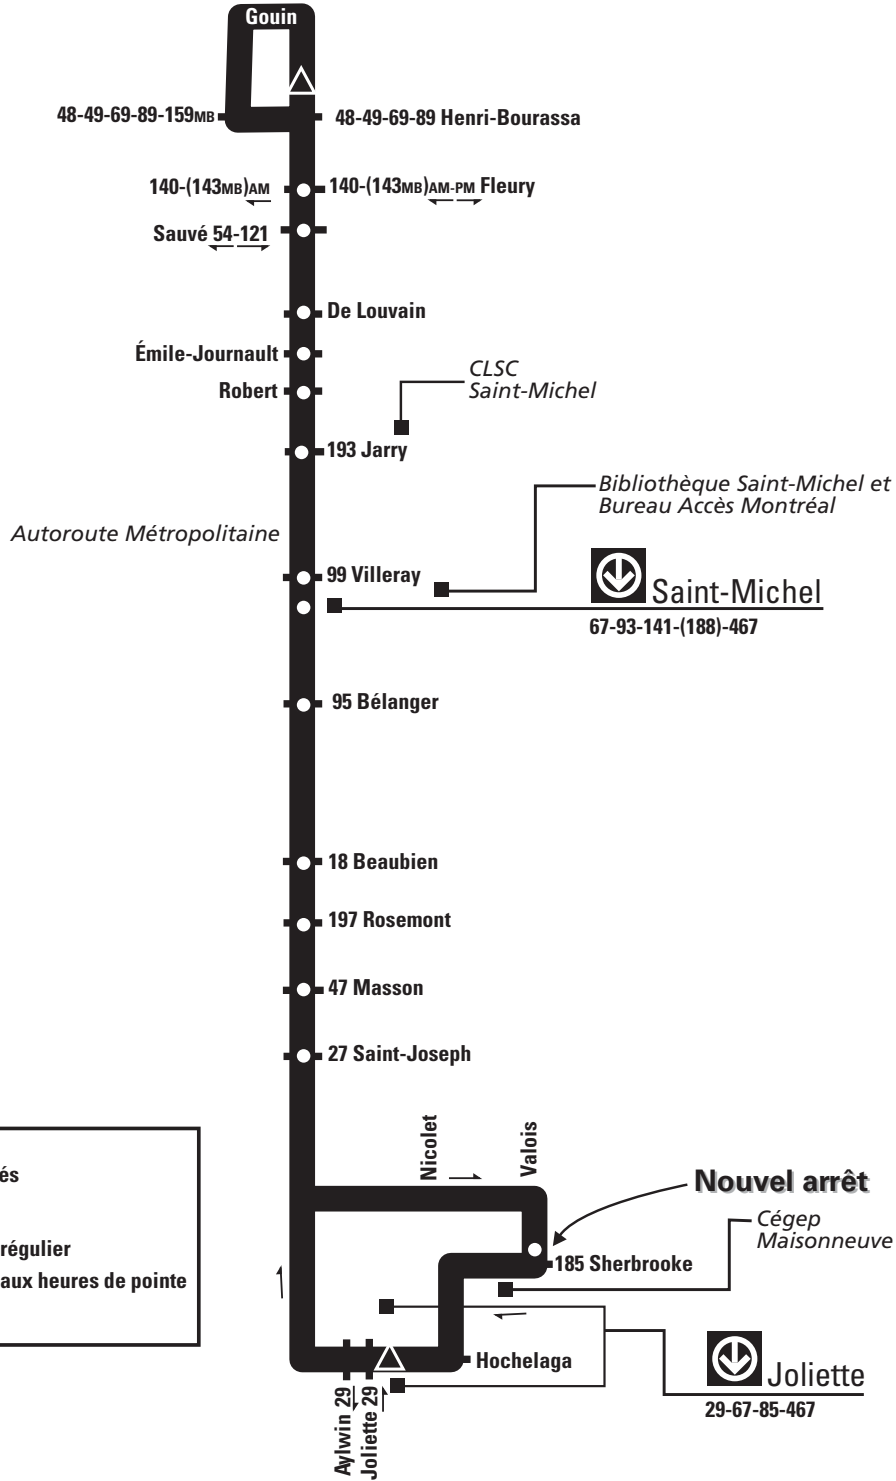 Gouin
48-49-69-89-159MB
48-49-69-89 Henri-Bourassa
140-(143MB)AM
140-(143MB)AM-PM Fleury
Sauvé 54-121
De Louvain
Émile-Journault
Robert
CLSC
Saint-Michel
193 Jarry
Bibliothèque Saint-Michel et
Bureau Accès Montréal
Autoroute Métropolitaine
99 Villeray
Saint-Michel
67-93-141-(188)-467
95 Bélanger
18 Beaubien
197 Rosemont
47 Masson
27 Saint-Joseph
Nicolet
Valois
és
régulier
aux heures de pointe
Nouvel arrêt
Cégep
Maisonneuve
185 Sherbrooke
Hochelaga
Joliette
29-67-85-467
Aylwin 29
Joliette 29